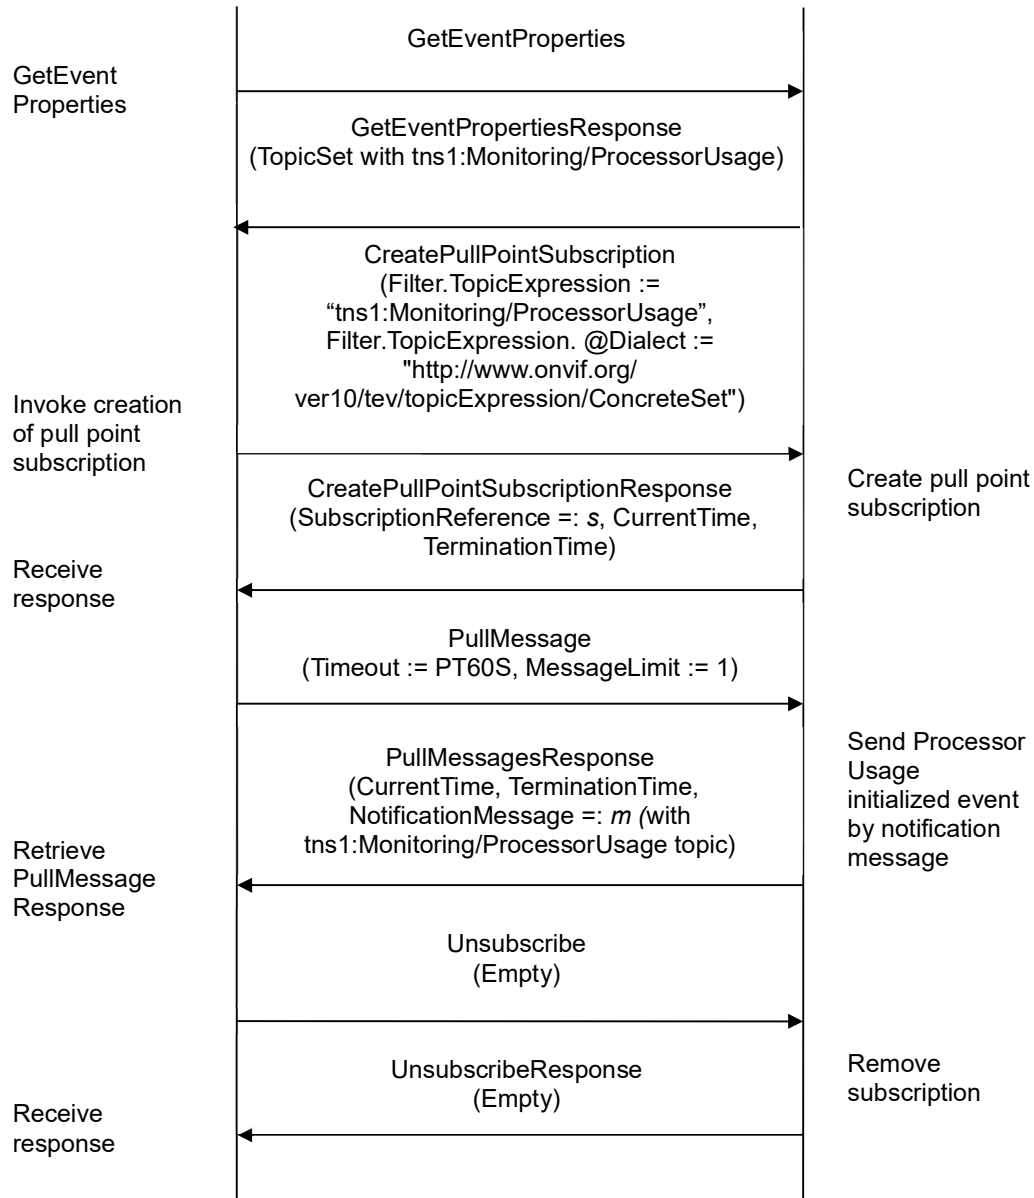 GetEventProperties
GetEvent
Properties
GetEventPropertiesResponse
(TopicSet with tns1:Monitoring/ProcessorUsage)
CreatePullPointSubscription
(Filter.TopicExpression :=
“tns1:Monitoring/ProcessorUsage”,
Filter.TopicExpression. @Dialect :=
"http://www.onvif.org/
ver10/tev/topicExpression/ConcreteSet")
Invoke creation
of pull point
subscription
CreatePullPointSubscriptionResponse
(SubscriptionReference =: s, CurrentTime,
TerminationTime)
Create pull point
subscription
Receive
response
PullMessage
(Timeout := PT60S, MessageLimit := 1)
PullMessagesResponse
(CurrentTime, TerminationTime,
NotificationMessage =: m (with
tns1:Monitoring/ProcessorUsage topic)
Send Processor
Usage
initialized event
by notification
message
Retrieve
PullMessage
Response
Unsubscribe
(Empty)
UnsubscribeResponse
(Empty)
Remove
subscription
Receive
response